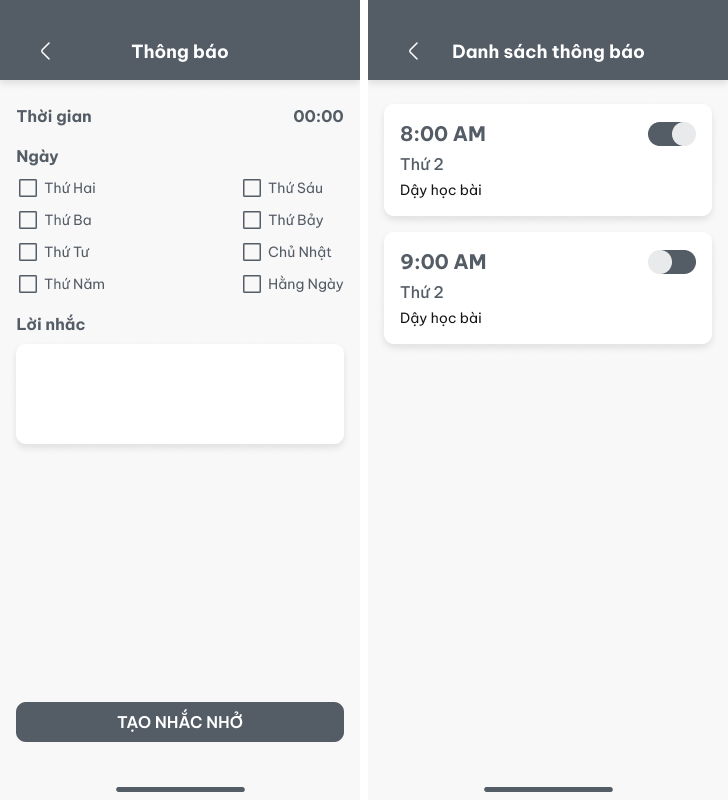 Thông báo
Thời gian 00:00
Ngày
Thứ Hai Thứ Sáu
Thứ Ba Thứ Bảy
Thứ Tư Chủ Nhật
Thứ Năm Hằng Ngày
Lời nhắc
TẠO NHẮC NHỞ
Danh sách thông báo
8:00 AM
Thứ 2
Dậy học bài
9:00 AM
Thứ 2
Dậy học bài